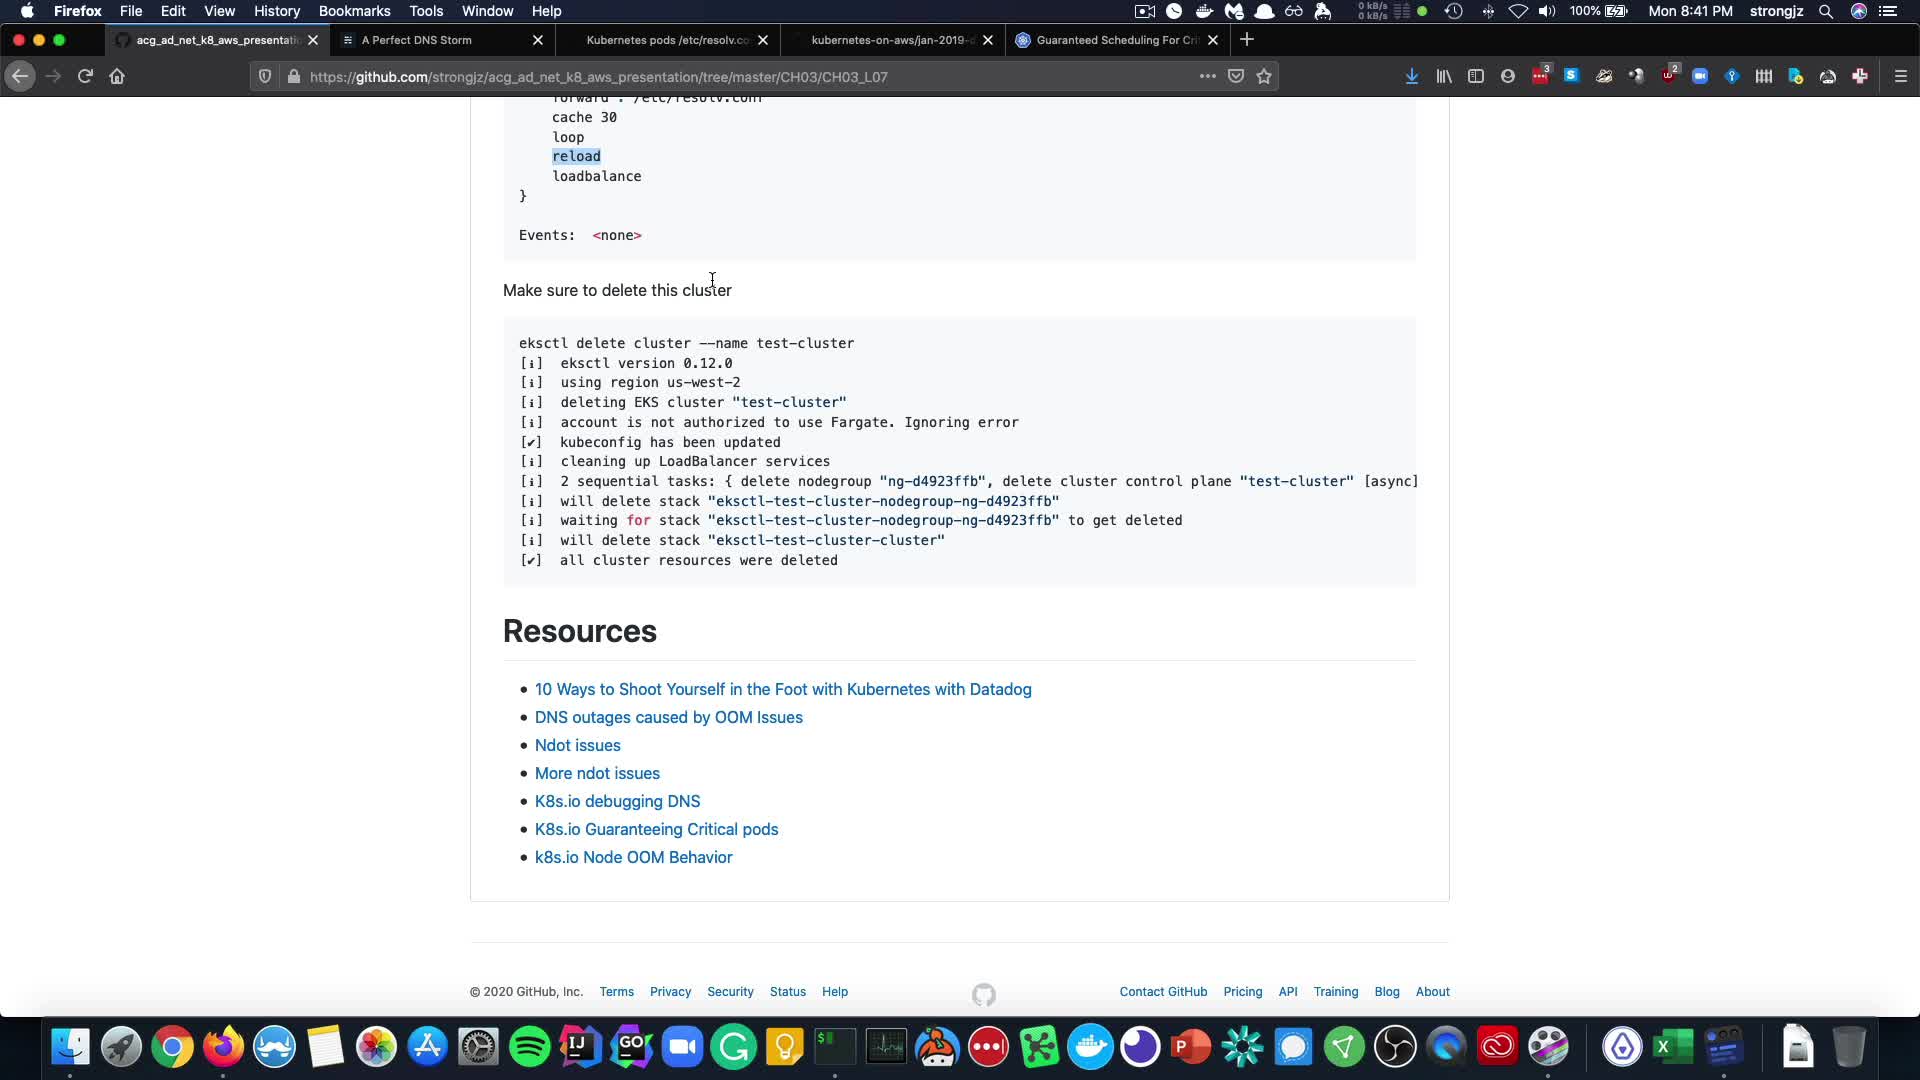 Firefox File Edit View History Bookmarks Tools Window Help
0 kB/s
0 kB/s
100% Mon 8:41 PM strongjz
acg_ad_net_k8_aws_presentatio
A Perfect DNS Storm
Kubernetes pods /etc/resolv.co
kubernetes-on-aws/jan-2019-d
Guaranteed Scheduling For Cri
https://github.com/strongjz/acg_ad_net_k8_aws_presentation/tree/master/CH03/CH03_L07
3
2
forward . /etc/resolv.conf
cache 30
loop
reload
loadbalance
}
Events:  <none>
Make sure to delete this cluster
eksctl delete cluster --name test-cluster
[ℹ]  eksctl version 0.12.0
[ℹ]  using region us-west-2
[ℹ]  deleting EKS cluster "test-cluster"
[ℹ]  account is not authorized to use Fargate. Ignoring error
[✔]  kubeconfig has been updated
[ℹ]  cleaning up LoadBalancer services
[ℹ]  2 sequential tasks: { delete nodegroup "ng-d4923ffb", delete cluster control plane "test-cluster" [async]
[ℹ]  will delete stack "eksctl-test-cluster-nodegroup-ng-d4923ffb"
[ℹ]  waiting for stack "eksctl-test-cluster-nodegroup-ng-d4923ffb" to get deleted
[ℹ]  will delete stack "eksctl-test-cluster-cluster"
[✔]  all cluster resources were deleted
Resources
10 Ways to Shoot Yourself in the Foot with Kubernetes with Datadog
DNS outages caused by OOM Issues
Ndot issues
More ndot issues
K8s.io debugging DNS
K8s.io Guaranteeing Critical pods
k8s.io Node OOM Behavior
© 2020 GitHub, Inc. Terms Privacy Security Status Help
Contact GitHub Pricing API Training Blog About
IJ
GO
$
P
X